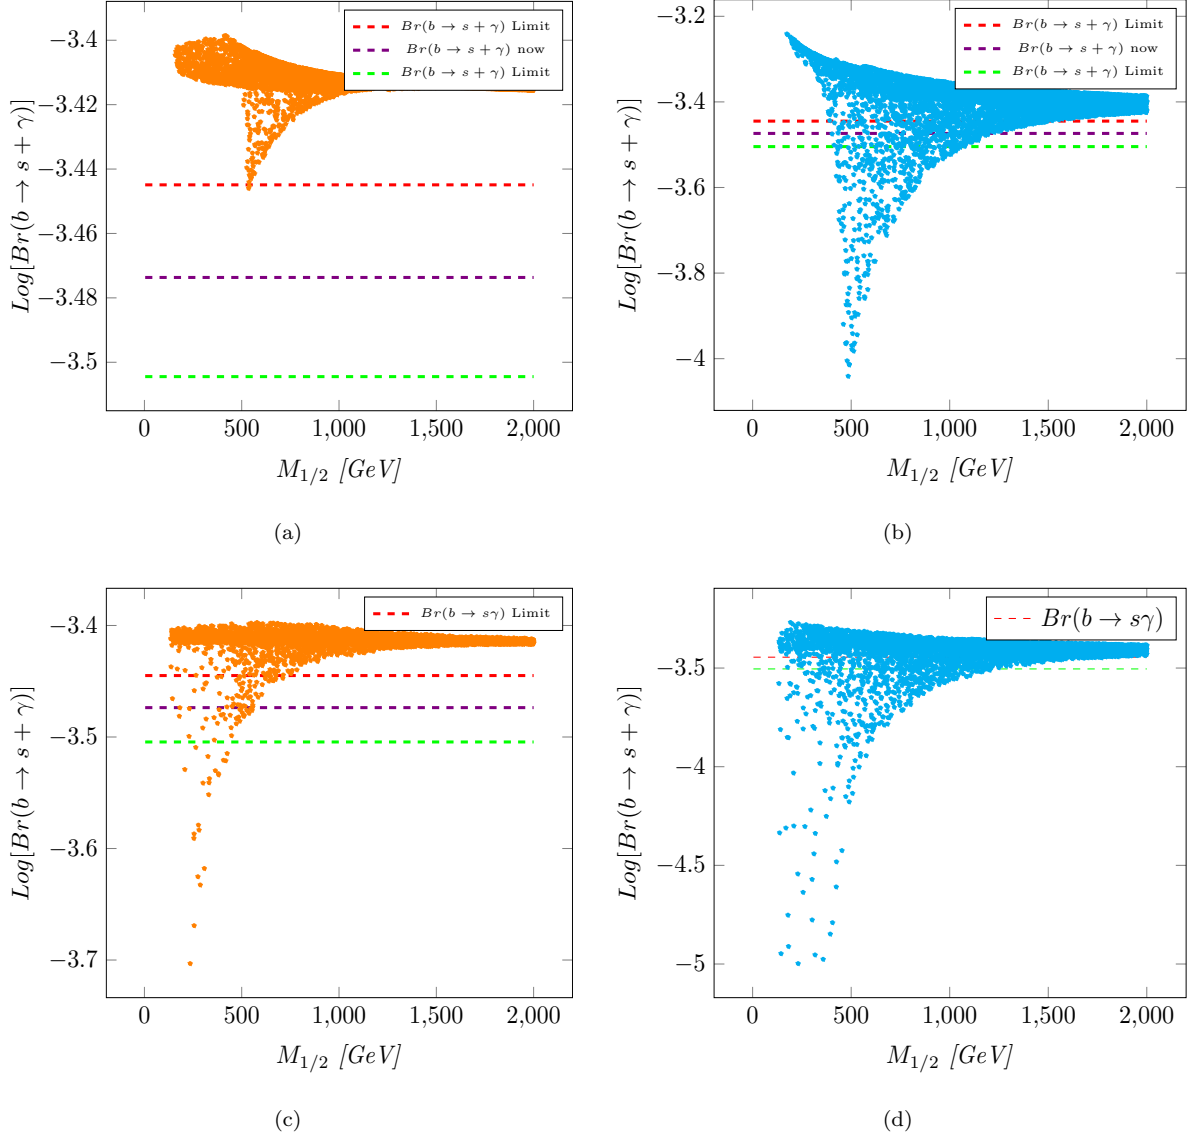 −3.4
−3.42
−3.44
−3.46
−3.48
−3.5
Log[Br(b → s + γ)]
Br(b → s + γ) Limit
Br(b → s + γ) now
Br(b → s + γ) Limit
0 500 1,000 1,500 2,000
M1/2 [GeV]
(a)
−3.2
−3.4
−3.6
−3.8
−4
Log[Br(b → s + γ)]
Br(b → s + γ) Limit
Br(b → s + γ) now
Br(b → s + γ) Limit
0 500 1,000 1,500 2,000
M1/2 [GeV]
(b)
−3.4
−3.5
−3.6
−3.7
Log[Br(b → s + γ)]
Br(b → sγ) Limit
0 500 1,000 1,500 2,000
M1/2 [GeV]
(c)
−3.5
−4
−4.5
−5
Log[Br(b → s + γ)]
Br(b → sγ)
0 500 1,000 1,500 2,000
M1/2 [GeV]
(d)